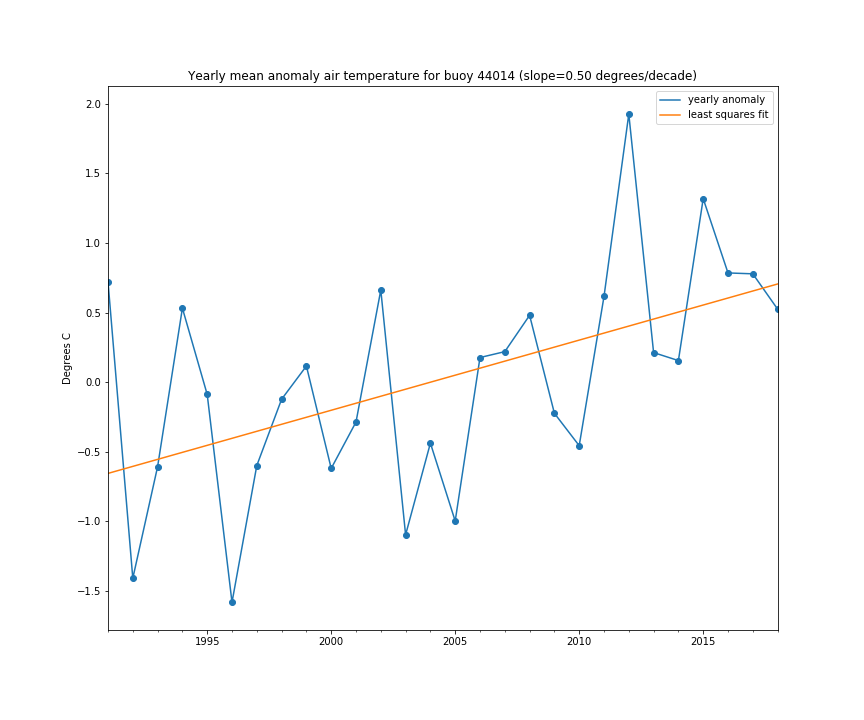 Yearly mean anomaly air temperature for buoy 44014 (slope=0.50 degrees/decade)
yearly anomaly
least squares fit
2.0
1.5
1.0
0.5
0.0
−0.5
−1.0
−1.5
Degrees C
1995 2000 2005 2010 2015